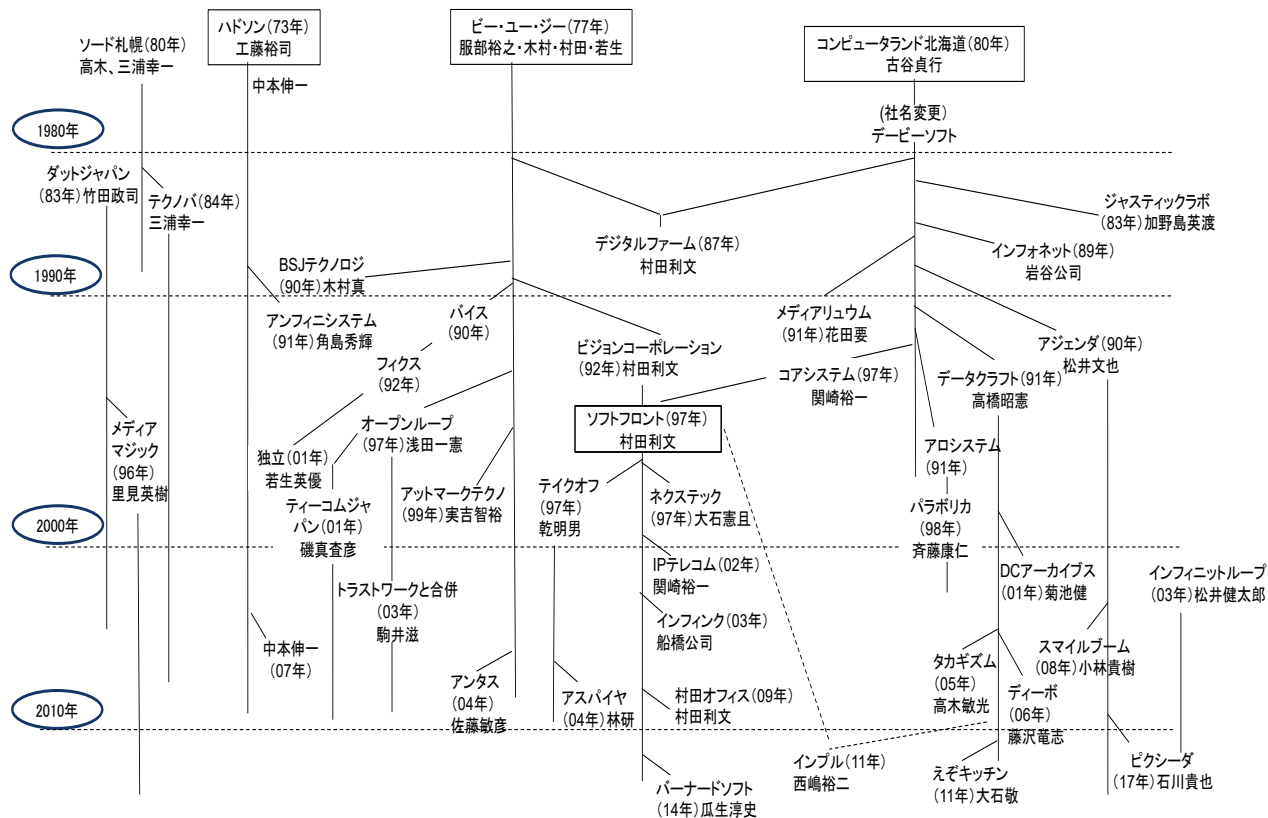 ハドソン(73年)
工藤裕司
ビー・ユー・ジー(77年)
服部裕之・木村・村田・若生
ソード札幌(80年)
高木、三浦幸一
コンピュータランド北海道(80年)
古谷貞行
中本伸一
(社名変更)
デービーソフト
1980年
ダットジャパン
(83年)竹田政司
テクノバ(84年)
三浦幸一
ジャスティックラボ
(83年)加野島英渡
デジタルファーム(87年)
村田利文
インフォネット(89年)
岩谷公司
BSJテクノロジ
(90年)木村真
1990年
アンフィニシステム
(91年)角島秀輝
バイス
(90年)
メディアリュウム
(91年)花田要
ビジョンコーポレーション
(92年)村田利文
アジェンダ(90年)
松井文也
フィクス
(92年)
コアシステム(97年)
関崎裕一
データクラフト(91年)
高橋昭憲
オープンループ
(97年)浅田一憲
ソフトフロント(97年)
村田利文
メディア
マジック
(96年)
里見英樹
独立(01年)
若生英優
アロシステム
(91年)
アットマークテクノ
(99年)実吉智裕
テイクオフ
(97年)
乾明男
ネクステック
(97年)大石憲且
ティーコムジャ
パン(01年)
磯真査彦
パラボリカ
(98年)
斉藤康仁
2000年
IPテレコム(02年)
関崎裕一
DCアーカイブス
(01年)菊池健
インフィニットループ
(03年)松井健太郎
トラストワークと合併
(03年)
駒井滋
インフィンク(03年)
船橋公司
中本伸一
(07年)
スマイルブーム
(08年)小林貴樹
タカギズム
(05年)
高木敏光
アンタス
(04年)
佐藤敏彦
アスパイヤ
(04年)林研
村田オフィス(09年)
村田利文
ディーボ
(06年)
藤沢竜志
2010年
インプル(11年)
西嶋裕二
えぞキッチン
(11年)大石敬
ピクシーダ
(17年)石川貴也
バーナードソフト
(14年)瓜生淳史